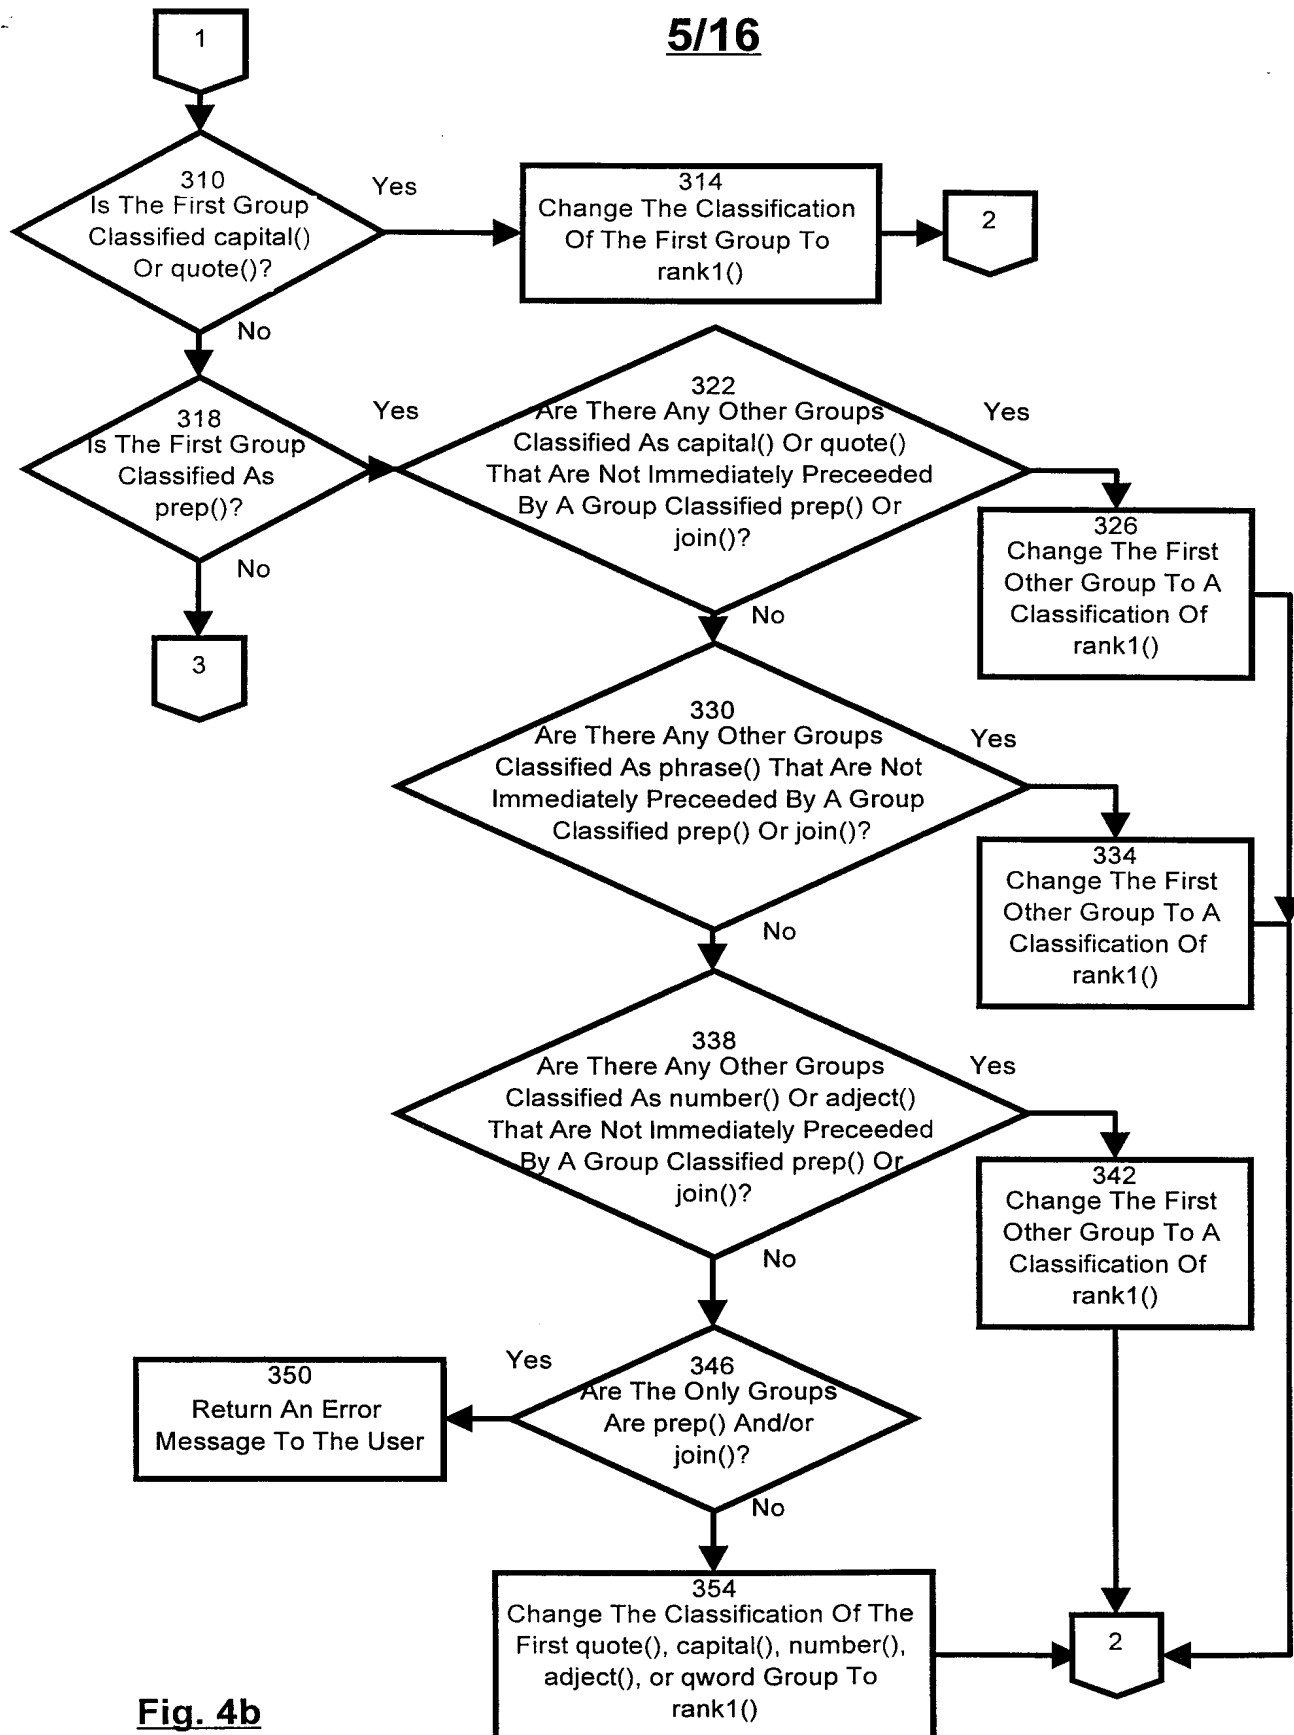 5/16
1
310
Is The First Group
Classified capital()
Or quote()?
Yes
314
Change The Classification
Of The First Group To
rank1()
2
No
318
Is The First Group
Classified As
prep()?
Yes
322
Are There Any Other Groups
Classified As capital() Or quote()
That Are Not Immediately Preceeded
By A Group Classified prep() Or
join()?
Yes
326
Change The First
Other Group To A
Classification Of
rank1()
No
3
No
330
Are There Any Other Groups
Classified As phrase() That Are Not
Immediately Preceeded By A Group
Classified prep() Or join()?
Yes
334
Change The First
Other Group To A
Classification Of
rank1()
No
338
Are There Any Other Groups
Classified As number() Or adject()
That Are Not Immediately Preceeded
By A Group Classified prep() Or
join()?
Yes
342
Change The First
Other Group To A
Classification Of
rank1()
No
346
Are The Only Groups
Are prep() And/or
join()?
Yes
350
Return An Error
Message To The User
No
354
Change The Classification Of The
First quote(), capital(), number(),
adject(), or qword Group To
rank1()
2
Fig. 4b